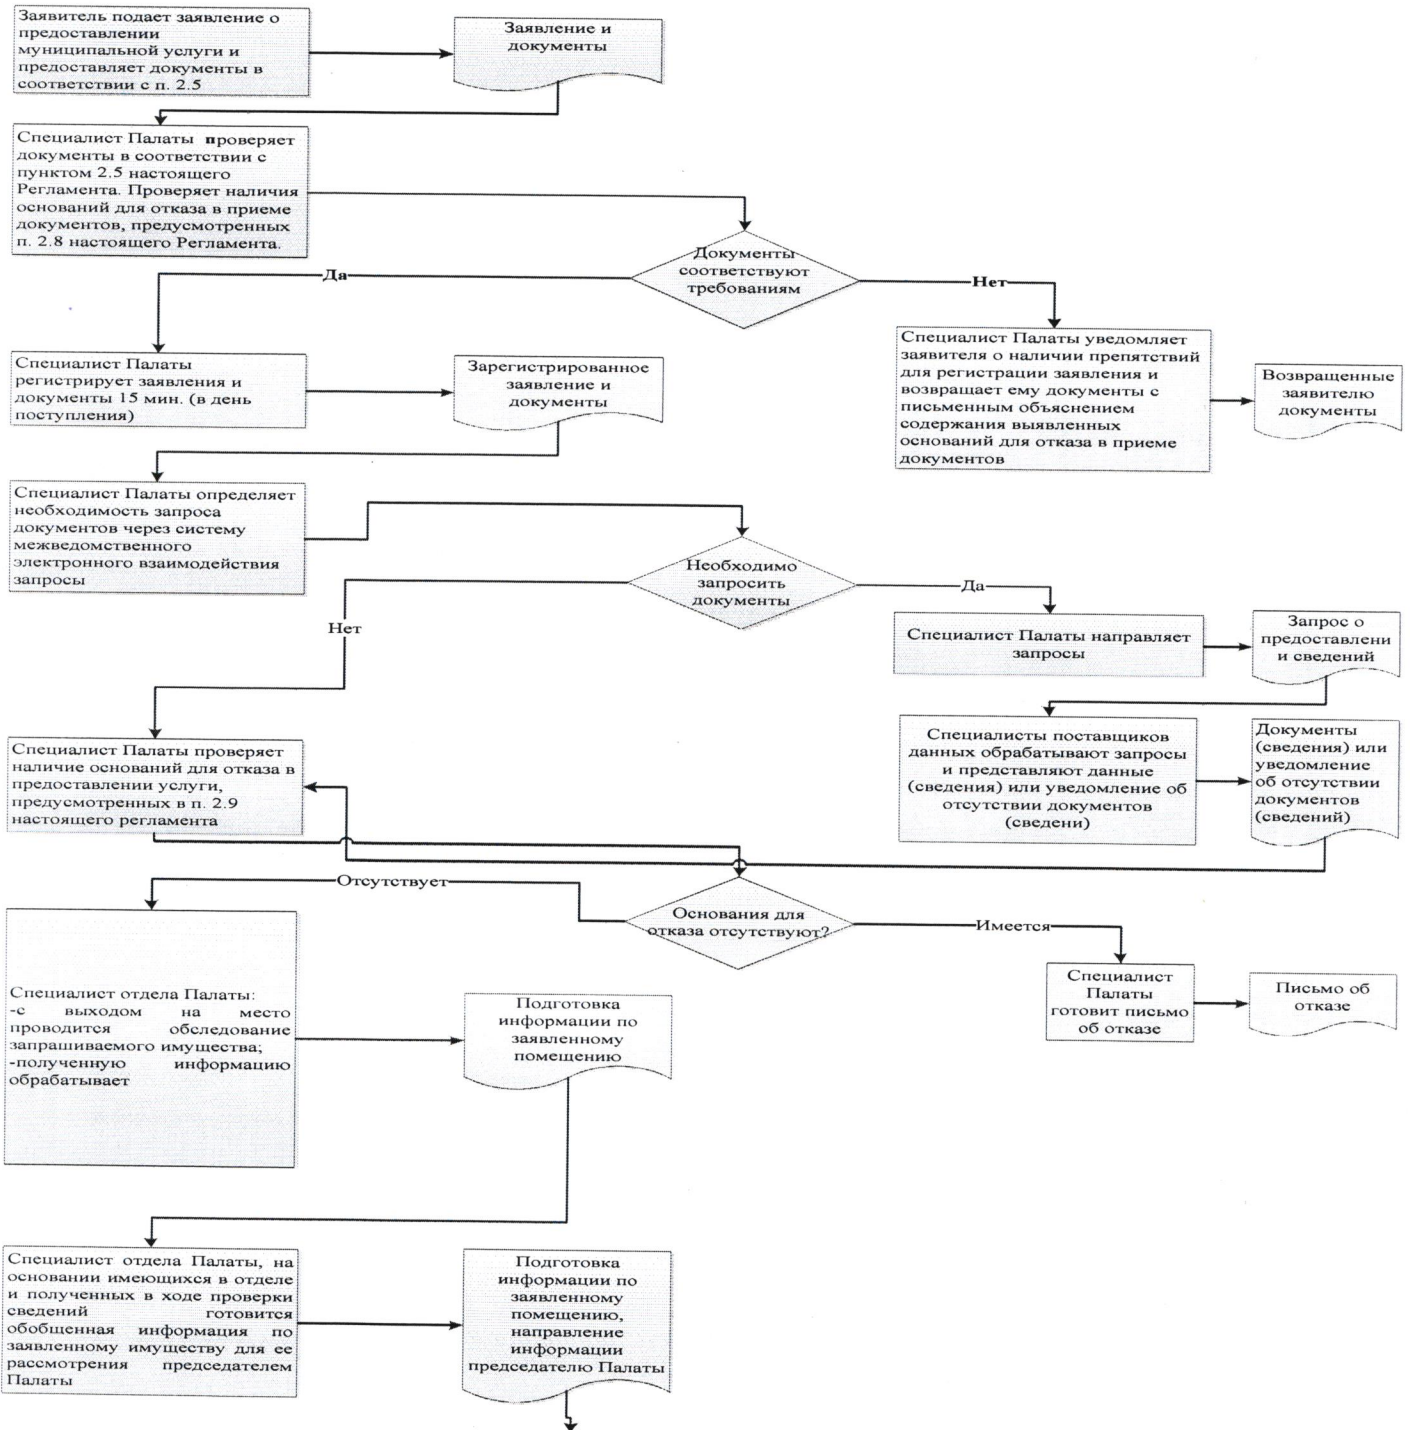 Заявитель подает заявление о
предоставлении
муниципальной услуги и
предоставляет документы в
соответствии с п. 2.5
Заявление и
документы
Специалист Палаты проверяет
документы в соответствии с
пунктом 2.5 настоящего
Регламента. Проверяет наличия
оснований для отказа в приеме
документов, предусмотренных
п. 2.8 настоящего Регламента.
Документы
соответствуют
требованиям
Да
Нет
Специалист Палаты
регистрирует заявления и
документы 15 мин. (в день
поступления)
Зарегистрированное
заявление и
документы
Специалист Палаты уведомляет
заявителя о наличии препятствий
для регистрации заявления и
возвращает ему документы с
письменным объяснением
содержания выявленных
оснований для отказа в приеме
документов
Возвращенные
заявителю
документы
Специалист Палаты определяет
необходимость запроса
документов через систему
межведомственного
электронного взаимодействия
запросы
Необходимо
запросить
документы
Да
Нет
Специалист Палаты направляет
запросы
Запрос о
предоставлени
и сведений
Специалист Палаты проверяет
наличие оснований для отказа в
предоставлении услуги,
предусмотренных в п. 2.9
настоящего регламента
Специалисты поставщиков
данных обрабатывают запросы
и представляют данные
(сведения) или уведомление об
отсутствии документов
(сведени)
Документы
(сведения) или
уведомление
об отсутствии
документов
(сведений)
Отсутствует
Основания для
отказа отсутствуют?
Имеется
Специалист
Палаты
готовит письмо
об отказе
Письмо об
отказе
Специалист отдела Палаты:
-с выходом на место
проводится обследование
запрашиваемого имущества;
-полученную информацию
обрабатывает
Подготовка
информации по
заявленному
помещению
Специалист отдела Палаты, на
основании имеющихся в отделе
и полученных в ходе проверки
сведений готовится
обобщенная информация по
заявленному имуществу для ее
рассмотрения председателем
Палаты
Подготовка
информации по
заявленному
помещению,
направление
информации
председателю Палаты